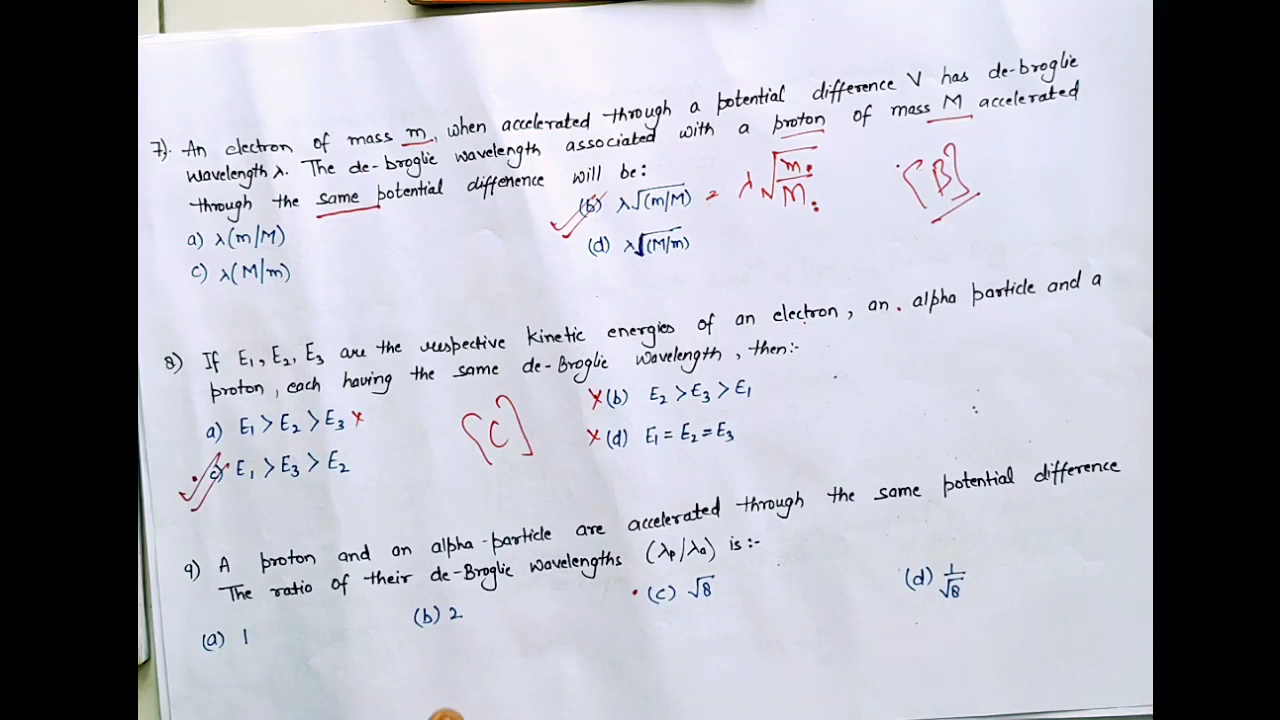 7). An electron of mass m, when accelerated through a potential difference V has de-broglie
wavelength λ. The de-broglie wavelength associated with a proton of mass M accelerated
through the same potential difference will be:
a) λ(m/M) (b) λ√(m/M) = λ√(m/M) [B]
c) λ(M/m) (d) λ√(M/m)
8) If E₁, E₂, E₃ are the respective kinetic energies of an electron, an alpha particle and a
proton, each having the same de-Broglie wavelength, then:-
a) E₁ > E₂ > E₃ x x (b) E₂ > E₃ > E₁
c) E₁ > E₃ > E₂ [C] x (d) E₁ = E₂ = E₃
9) A proton and an alpha-particle are accelerated through the same potential difference
The ratio of their de-Broglie wavelengths (λp/λa) is:-
(a) 1 (b) 2 (c) √8 (d) 1/√8